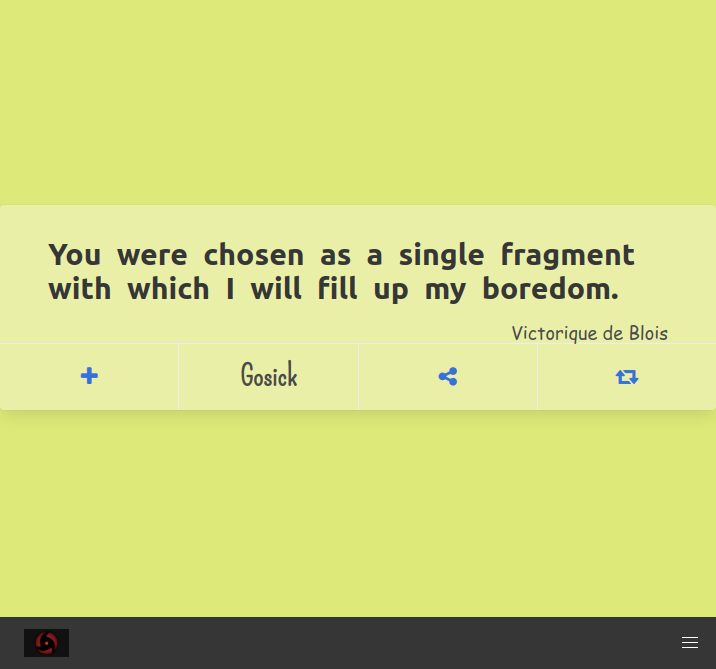 You were chosen as a single fragment
with which I will fill up my boredom.
Victorique de Blois
Gosick